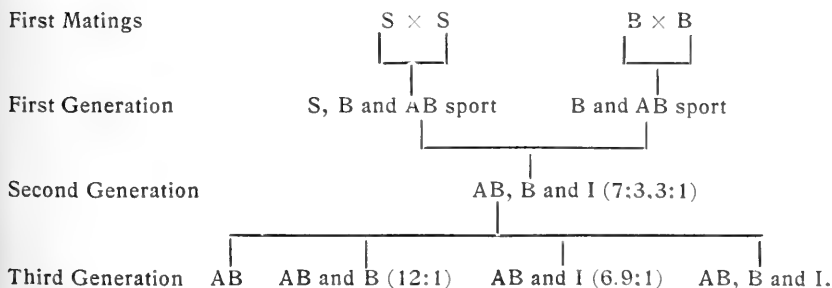 First Matings S × S B × B
First Generation S, B and AB sport B and AB sport
Second Generation AB, B and I (7:3.3:1)
Third Generation AB AB and B (12:1) AB and I (6.9:1) AB, B and I.